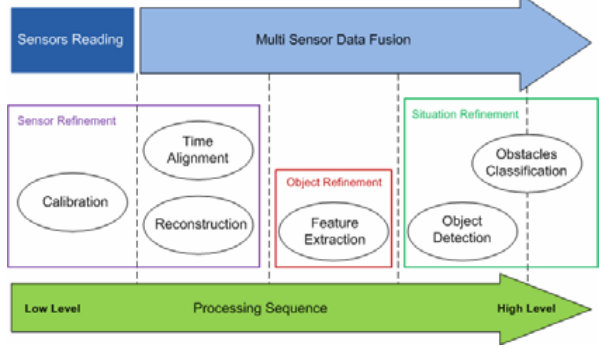 Sensors Reading
Multi Sensor Data Fusion
Sensor Refinement
Time
Alignment
Calibration
Reconstruction
Object Refinement
Feature
Extraction
Situation Refinement
Obstacles
Classification
Object
Detection
Low Level
Processing Sequence
High Level